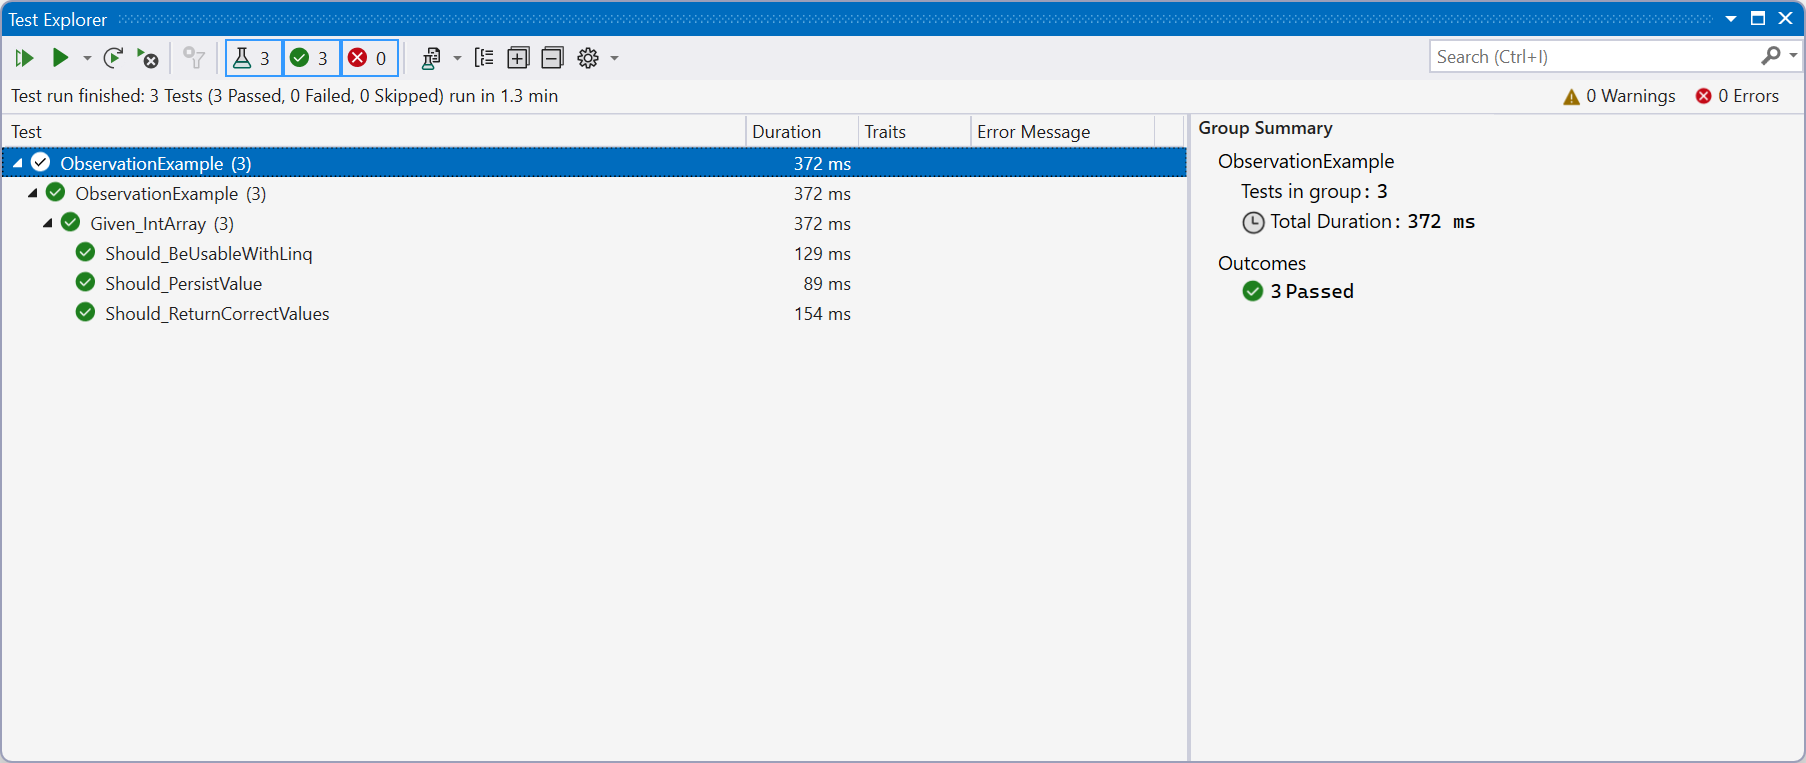 Test Explorer
3 3 0 Search (Ctrl+I)
Test run finished: 3 Tests (3 Passed, 0 Failed, 0 Skipped) run in 1.3 min 0 Warnings 0 Errors
Test Duration Traits Error Message
ObservationExample (3) 372 ms
ObservationExample (3) 372 ms
Given_IntArray (3) 372 ms
Should_BeUsableWithLinq 129 ms
Should_PersistValue 89 ms
Should_ReturnCorrectValues 154 ms
Group Summary
ObservationExample
Tests in group: 3
Total Duration: 372 ms
Outcomes
3 Passed